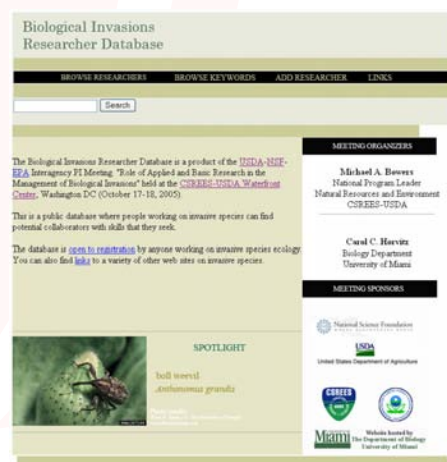 Biological Invasions
Researcher Database
BROWSE RESEARCHERS BROWSE KEYWORDS ADD RESEARCHER LINKS
Search
The Biological Invasions Researcher Database is a product of the USDA-NSF-
EPA Interagency PI Meeting, "Role of Applied and Basic Research in the
Management of Biological Invasions" held at the CSREES-USDA Waterfront
Center, Washington DC (October 17-18, 2005).
This is a public database where people working on invasive species can find
potential collaborators with skills that they seek.
The database is open to registration by anyone working on invasive species ecology.
You can also find links to a variety of other web sites on invasive species.
SPOTLIGHT
boll weevil
Anthonomus grandis
MEETING ORGANIZERS
Michael A. Bowers
National Program Leader
Natural Resources and Environment
CSREES-USDA
Carol C. Horvitz
Biology Department
University of Miami
MEETING SPONSORS
National Science Foundation
USDA
United States Department of Agriculture
CSREES
Miami
Website hosted by
The Department of Biology
University of Miami